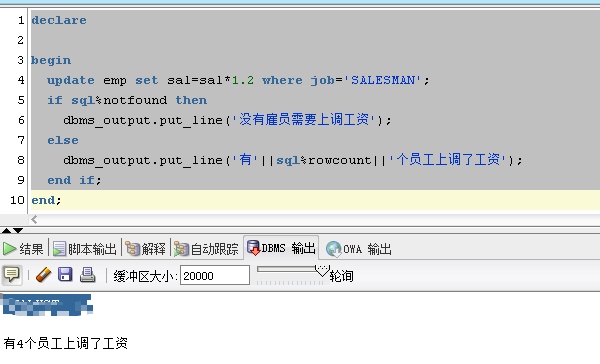 1 declare
2
3 begin
4 update emp set sal=sal*1.2 where job='SALESMAN';
5 if sql%notfound then
6 dbms_output.put_line('没有雇员需要上调工资');
7 else
8 dbms_output.put_line('有'||sql%rowcount||'个员工上调了工资');
9 end if;
10 end;
结果 脚本输出 解释 自动跟踪 DBMS 输出 OWA 输出
缓冲区大小: 20000 轮询
有4个员工上调了工资